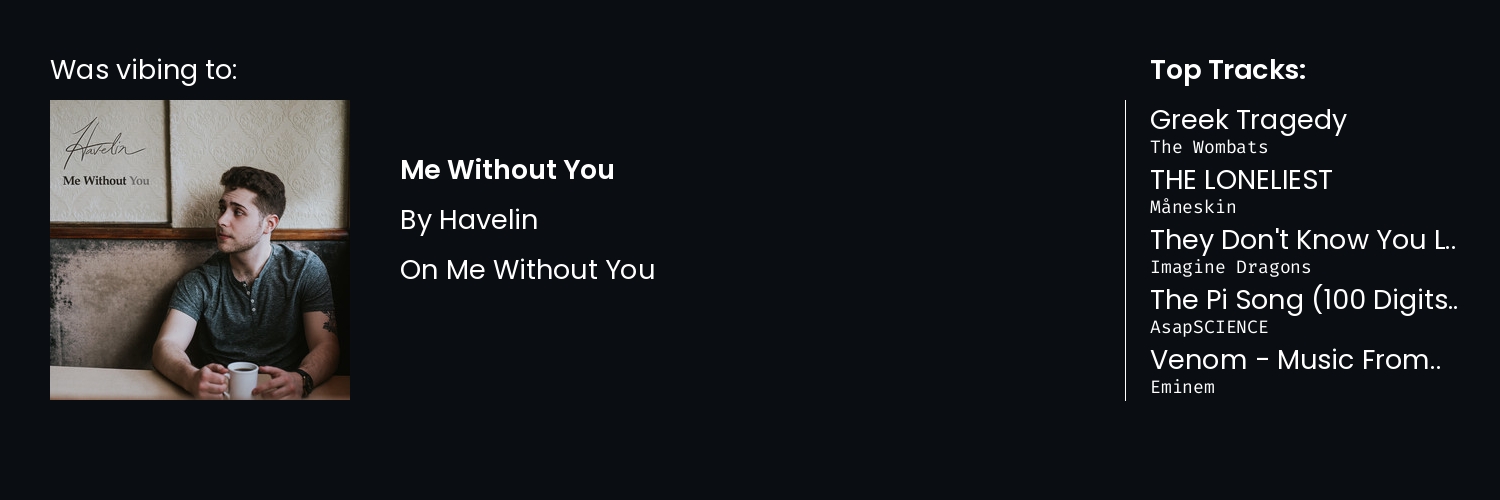 Was vibing to:
Havelin
Me Without You
Me Without You
By Havelin
On Me Without You
Top Tracks:
Greek Tragedy
The Wombats
THE LONELIEST
Måneskin
They Don't Know You L..
Imagine Dragons
The Pi Song (100 Digits..
AsapSCIENCE
Venom - Music From..
Eminem